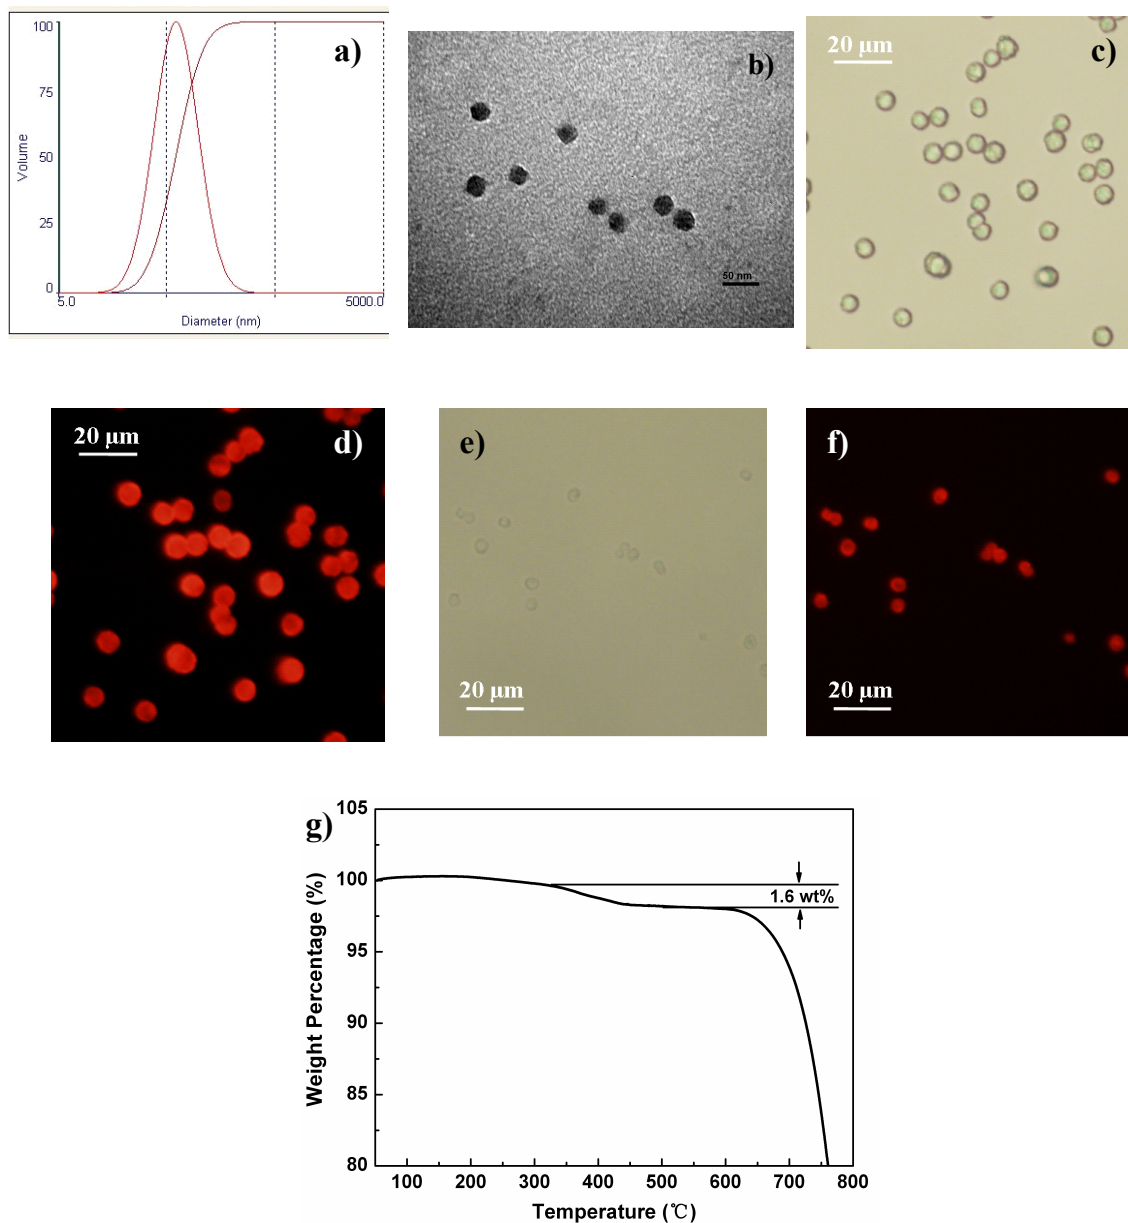 a)
100
75
50
25
0
Volume
5.0
5000.0
Diameter (nm)
b)
50 nm
20 μm
c)
20 μm
d)
e)
20 μm
f)
20 μm
g)
105
100
95
90
85
80
Weight Percentage (%)
1.6 wt%
100 200 300 400 500 600 700 800
Temperature (℃)